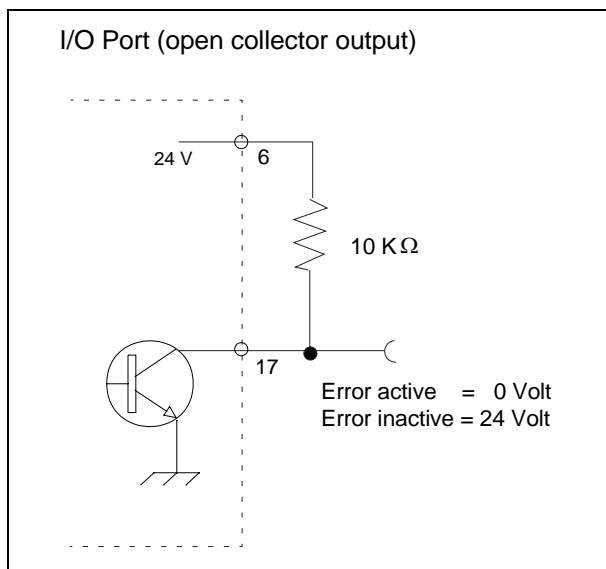 I/O Port (open collector output)
24 V
6
10 KΩ
17
Error active = 0 Volt
Error inactive = 24 Volt